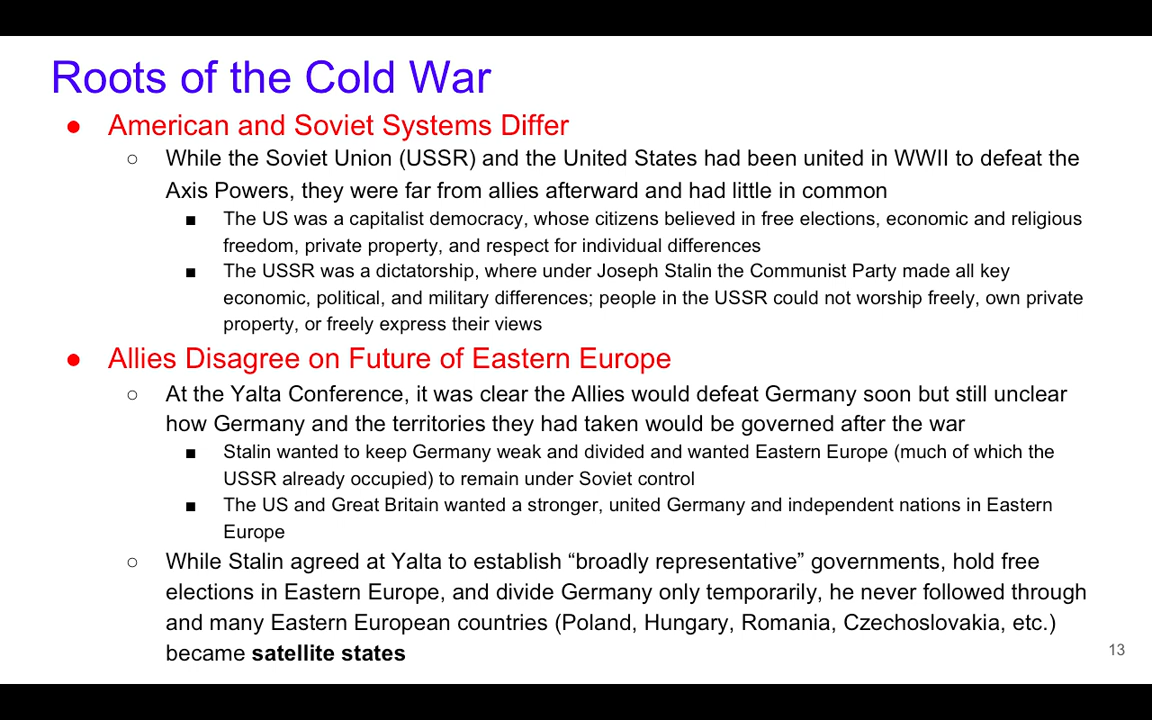 Roots of the Cold War
● American and Soviet Systems Differ
○ While the Soviet Union (USSR) and the United States had been united in WWII to defeat the
Axis Powers, they were far from allies afterward and had little in common
■ The US was a capitalist democracy, whose citizens believed in free elections, economic and religious
freedom, private property, and respect for individual differences
■ The USSR was a dictatorship, where under Joseph Stalin the Communist Party made all key
economic, political, and military differences; people in the USSR could not worship freely, own private
property, or freely express their views
● Allies Disagree on Future of Eastern Europe
○ At the Yalta Conference, it was clear the Allies would defeat Germany soon but still unclear
how Germany and the territories they had taken would be governed after the war
■ Stalin wanted to keep Germany weak and divided and wanted Eastern Europe (much of which the
USSR already occupied) to remain under Soviet control
■ The US and Great Britain wanted a stronger, united Germany and independent nations in Eastern
Europe
○ While Stalin agreed at Yalta to establish “broadly representative” governments, hold free
elections in Eastern Europe, and divide Germany only temporarily, he never followed through
and many Eastern European countries (Poland, Hungary, Romania, Czechoslovakia, etc.)
became satellite states
13